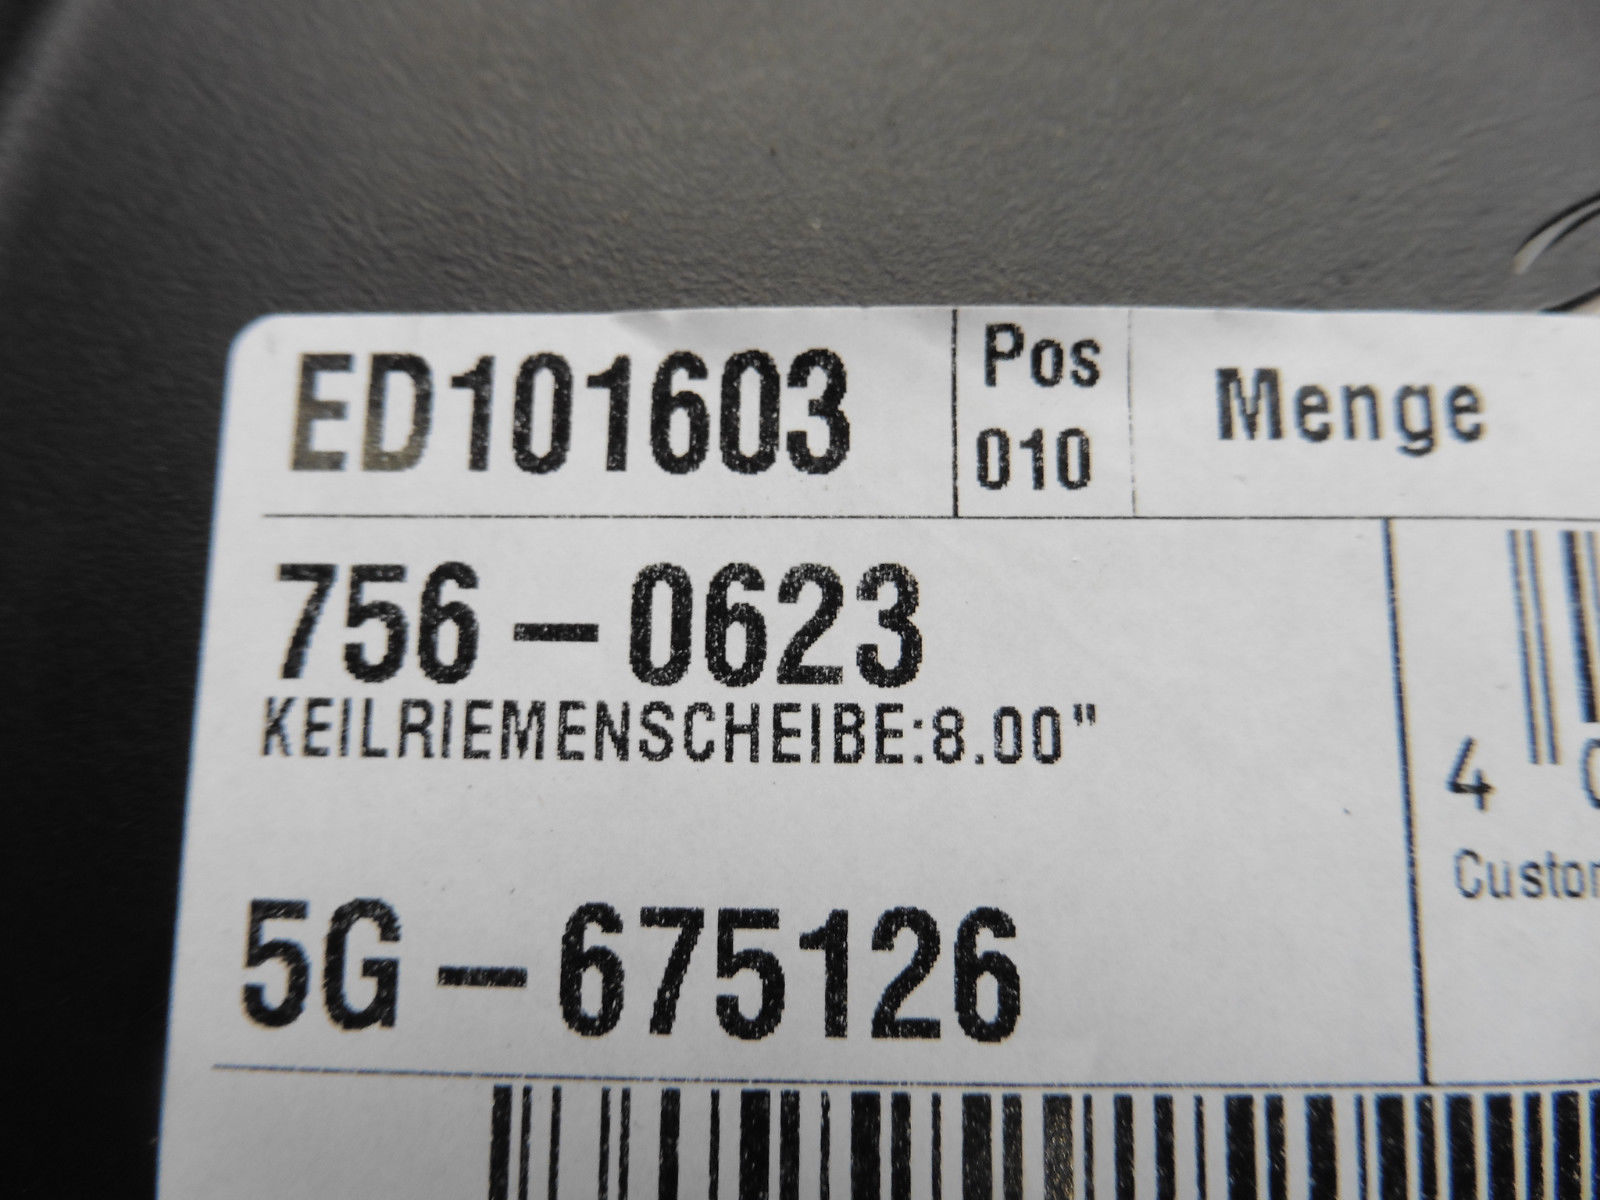 ED101603
Pos
010
Menge
756-0623
KEILRIEMENSCHEIBE:8.00"
5G-675126
4